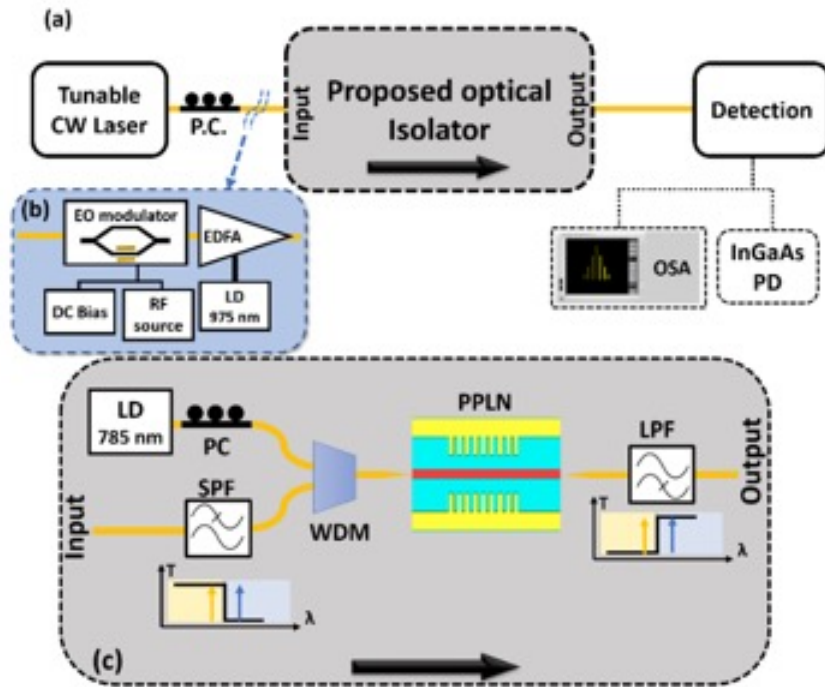 (a)
Tunable
CW Laser
P.C.
Input
Proposed optical
Isolator
Output
Detection
(b)
EO modulator
EDFA
DC Bias
RF
source
LD
975 nm
OSA
InGaAs
PD
LD
785 nm
PC
SPF
Input
WDM
PPLN
LPF
Output
T
λ
T
λ
(c)